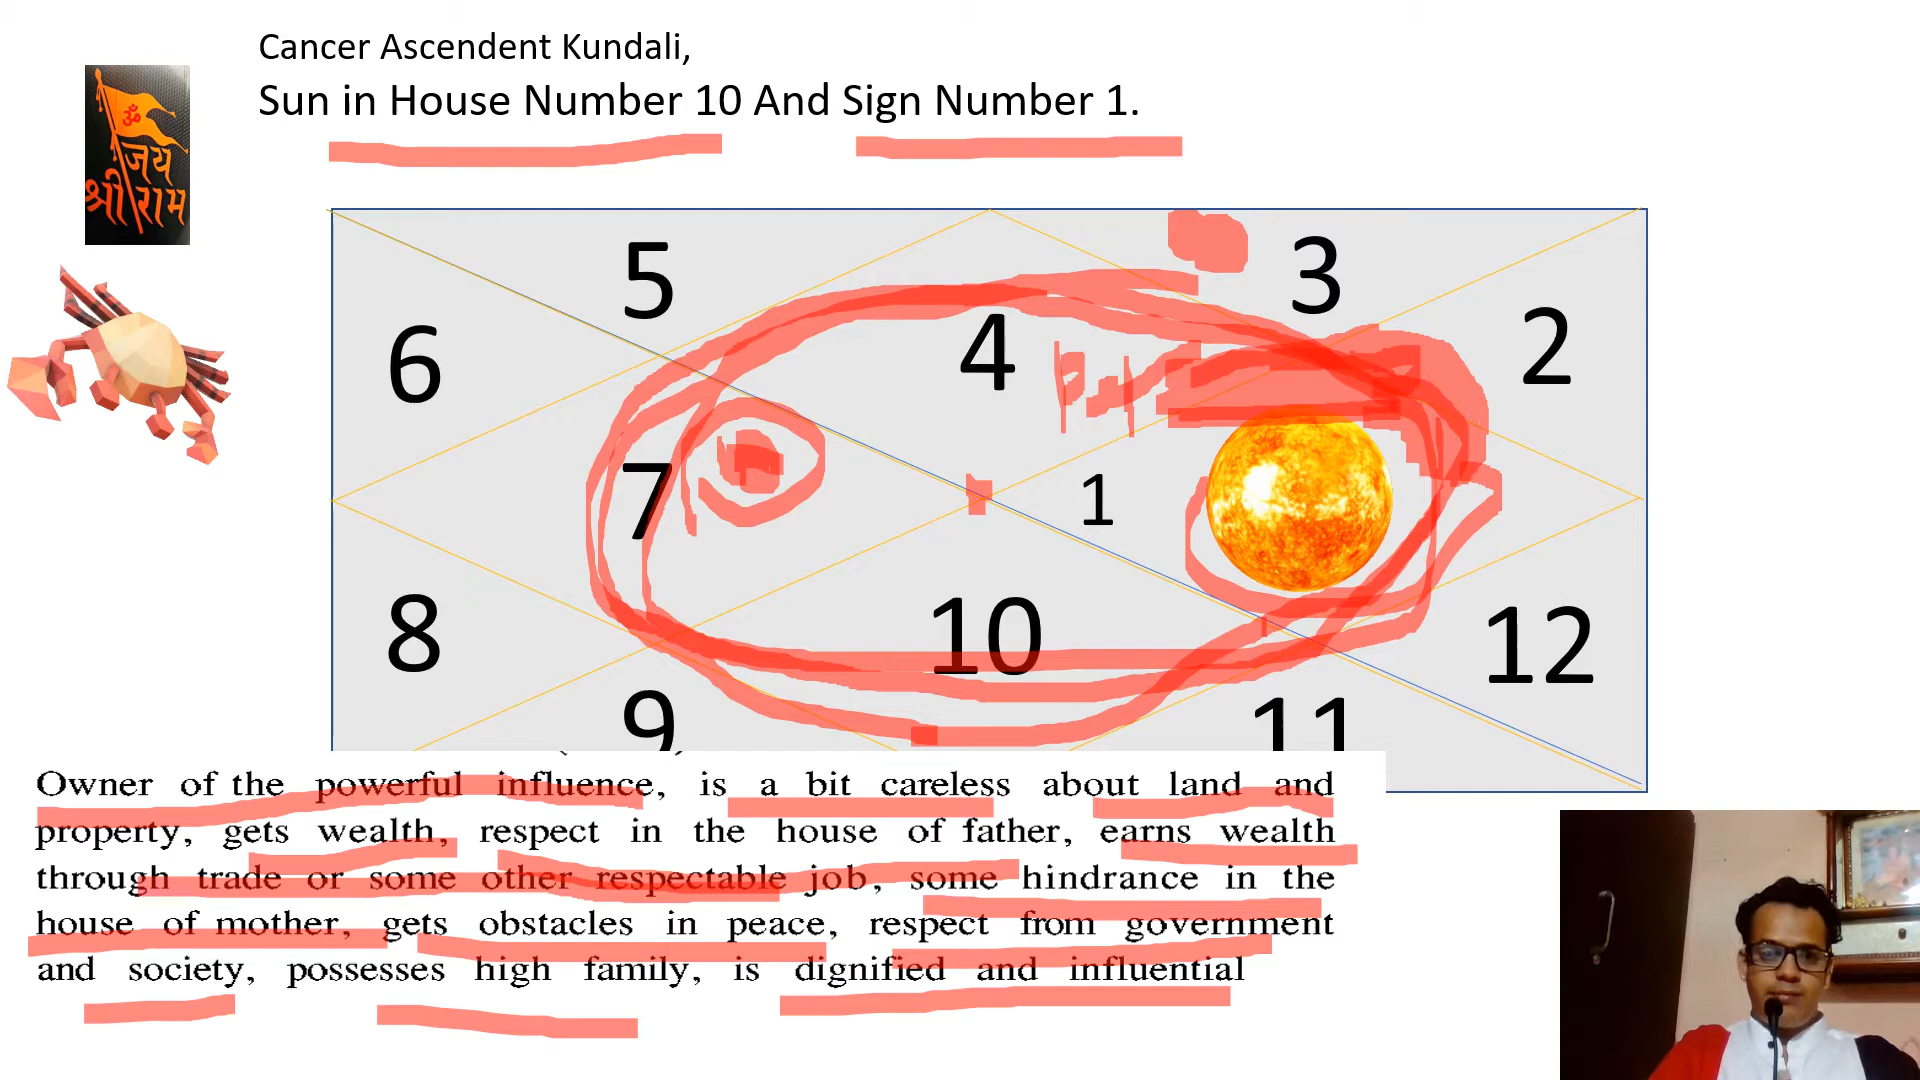 Cancer Ascendent Kundali,
Sun in House Number 10 And Sign Number 1.
ॐ
जय
श्री राम
5
3
6
4
2
7
1
8
10
12
9
11
Owner of the powerful influence, is a bit careless about land and
property, gets wealth, respect in the house of father, earns wealth
through trade or some other respectable job, some hindrance in the
house of mother, gets obstacles in peace, respect from government
and society, possesses high family, is dignified and influential